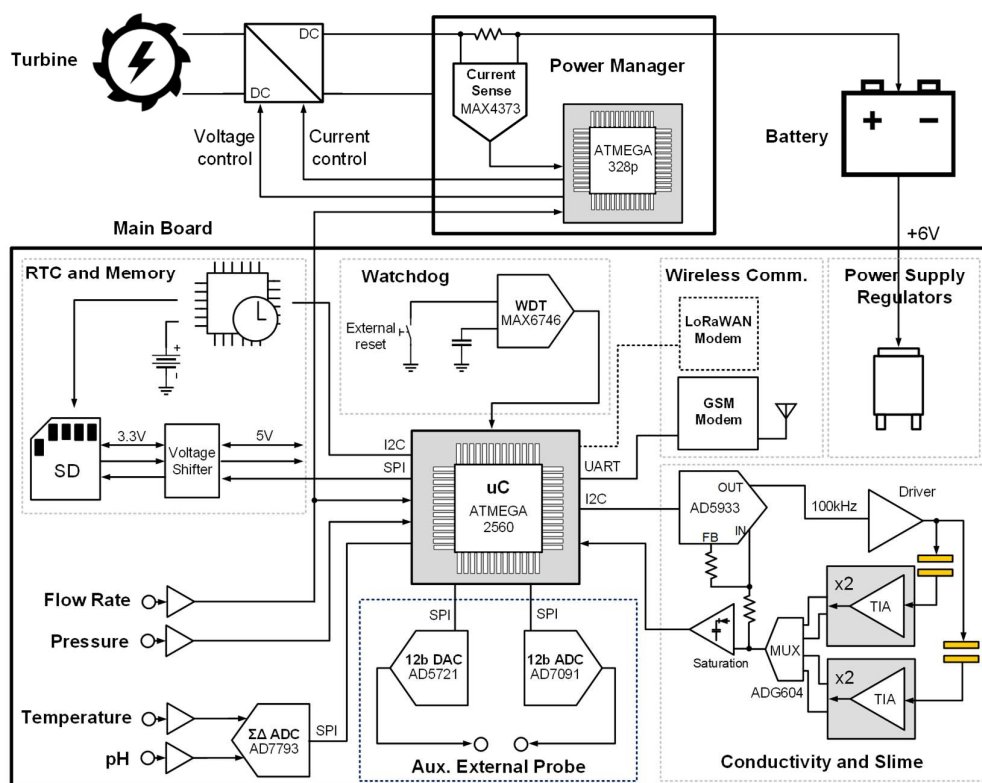 Turbine
DC
DC
Voltage
control
Current
control
Current
Sense
MAX4373
Power Manager
ATMEGA
328p
Battery
+ −
+6V
Main Board
RTC and Memory
+
-
SD
3.3V
Voltage
Shifter
5V
Watchdog
External
reset
WDT
MAX6746
Wireless Comm.
LoRaWAN
Modem
GSM
Modem
Power Supply
Regulators
I2C
SPI
uC
ATMEGA
2560
UART
I2C
SPI
SPI
Flow Rate
Pressure
Temperature
pH
ΣΔ ADC
AD7793
SPI
12b DAC
AD5721
12b ADC
AD7091
Aux. External Probe
OUT
AD5933
FB
IN
100kHz
Driver
x2
TIA
x2
TIA
MUX
ADG604
Saturation
Conductivity and Slime